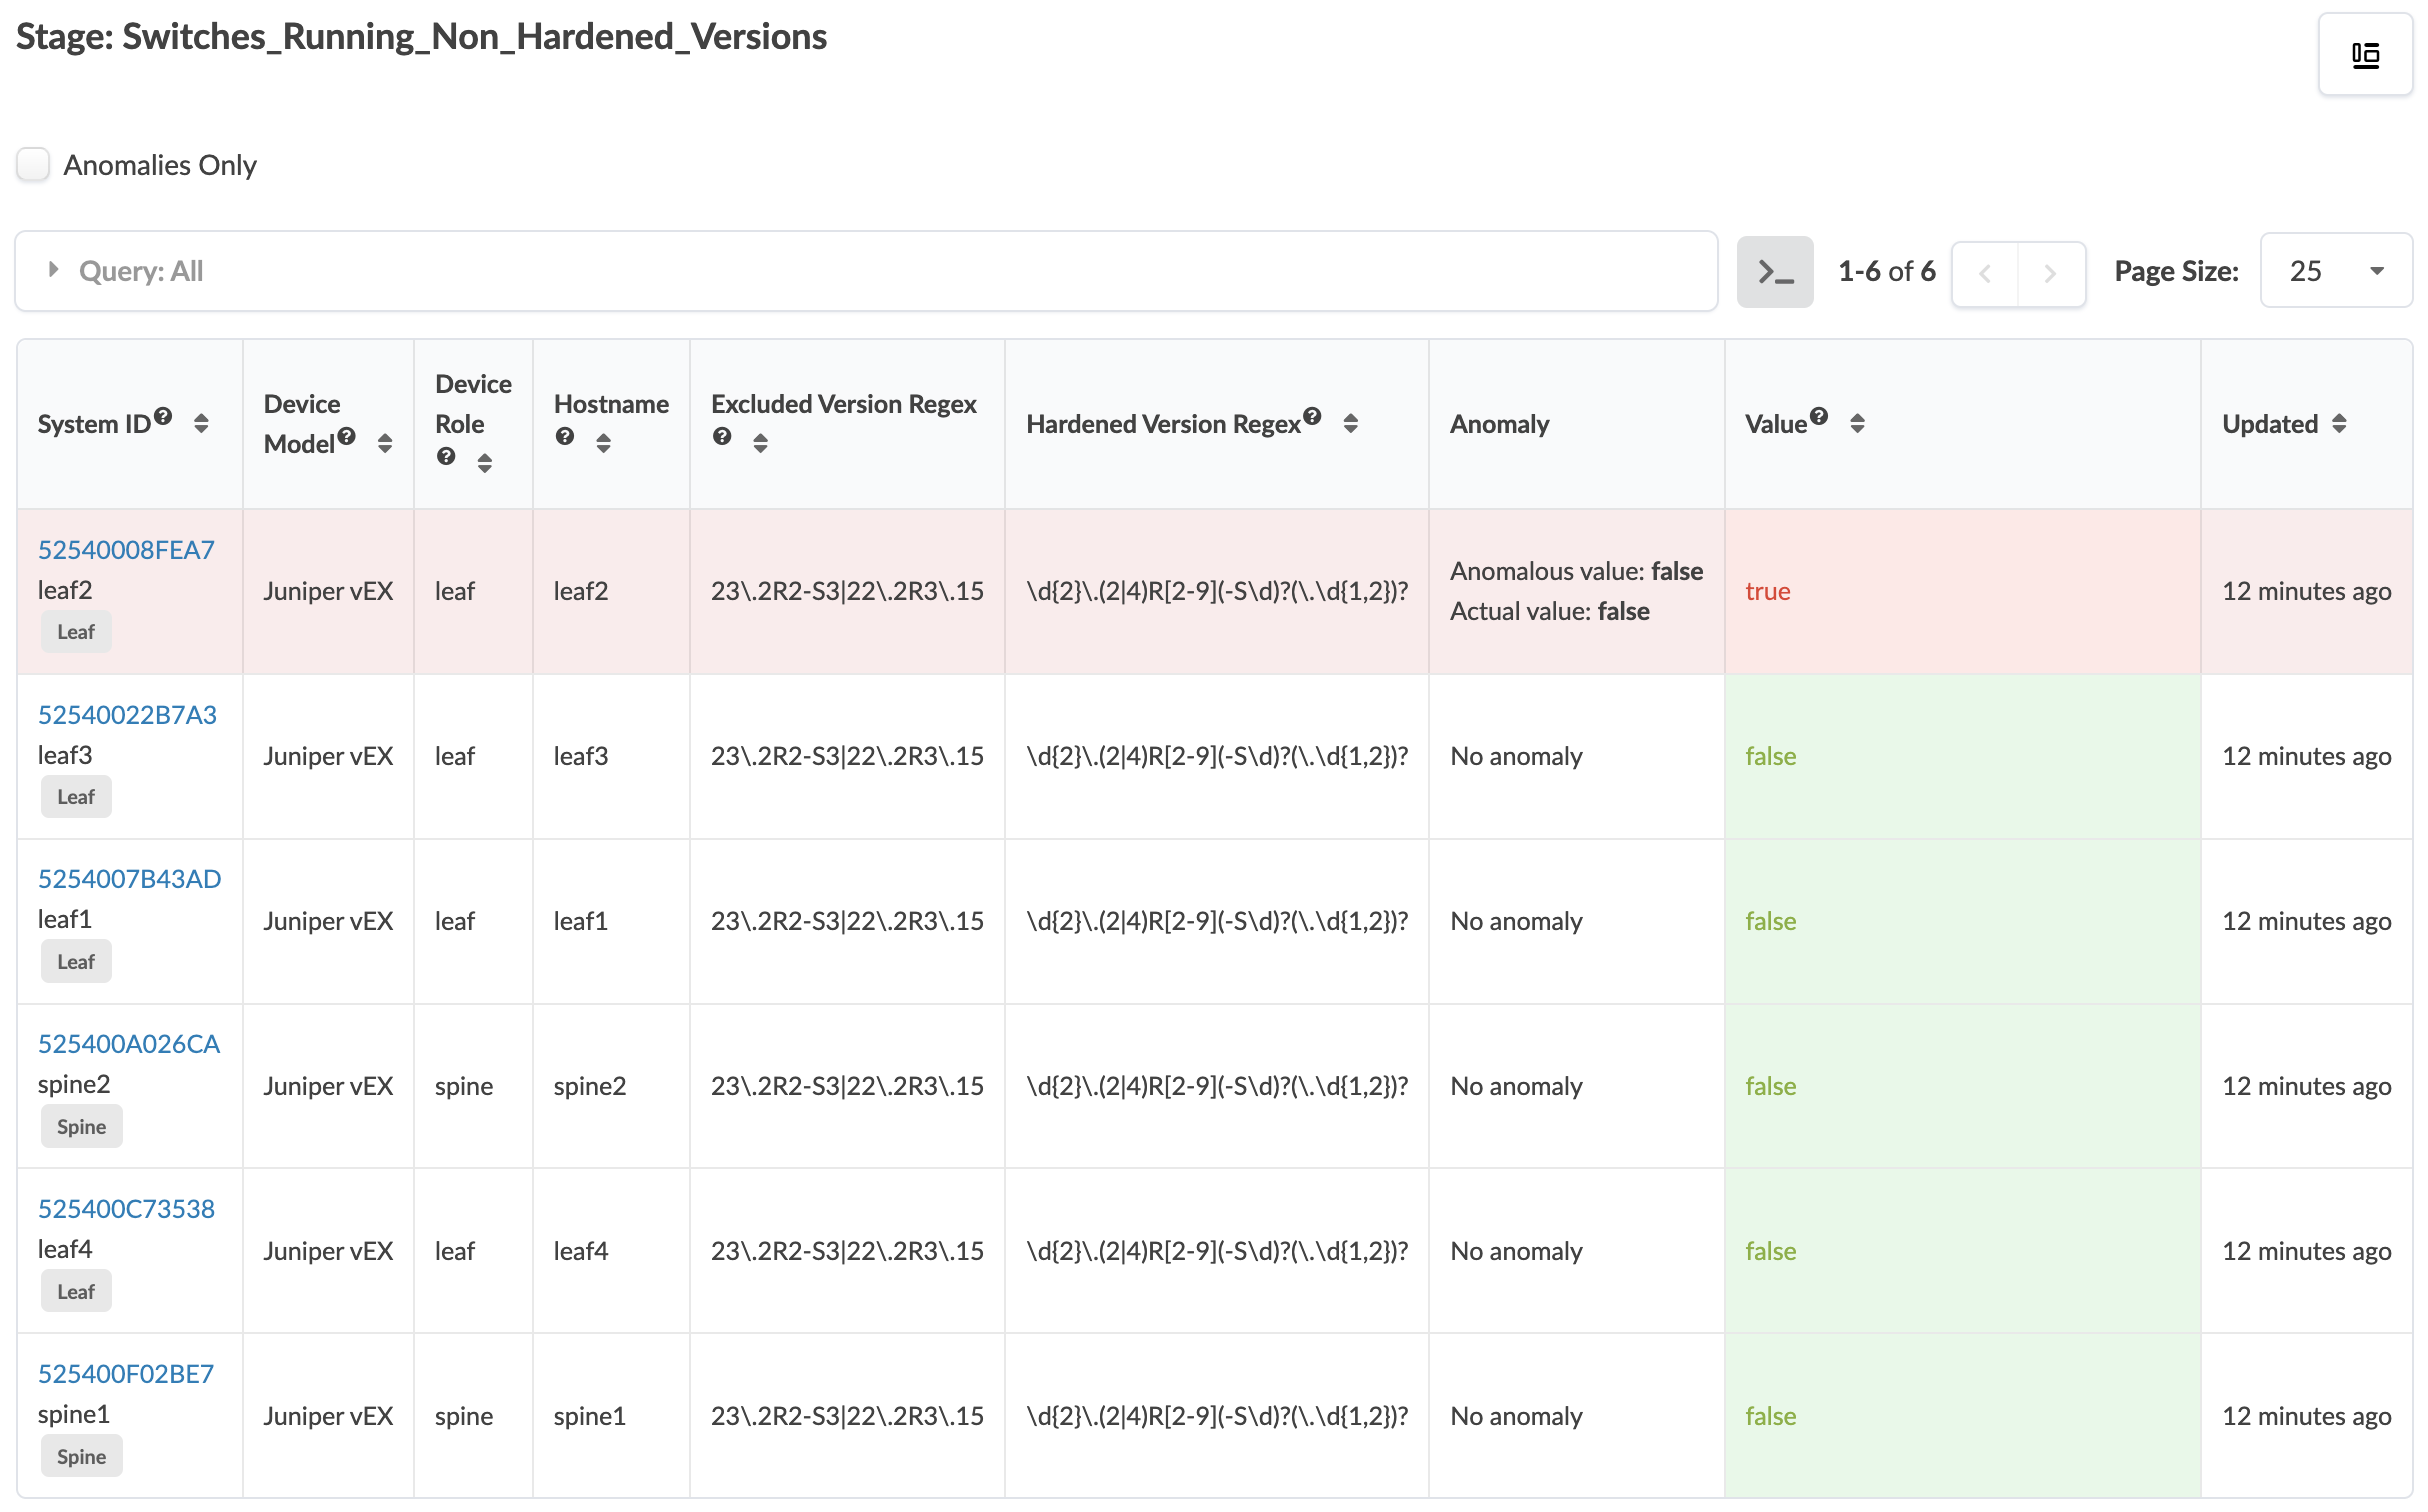 Stage: Switches_Running_Non_Hardened_Versions
Anomalies Only
Query: All
1-6 of 6
Page Size:
25
System ID
Device Model
Device Role
Hostname
Excluded Version Regex
Hardened Version Regex
Anomaly
Value
Updated
52540008FEA7
leaf2
Leaf
Juniper vEX
leaf
leaf2
23\.2R2-S3|22\.2R3\.15
\d{2}\.(2|4)R[2-9](-S\d)?(\.\d{1,2})?
Anomalous value: false
Actual value: false
true
12 minutes ago
52540022B7A3
leaf3
Leaf
Juniper vEX
leaf
leaf3
23\.2R2-S3|22\.2R3\.15
\d{2}\.(2|4)R[2-9](-S\d)?(\.\d{1,2})?
No anomaly
false
12 minutes ago
5254007B43AD
leaf1
Leaf
Juniper vEX
leaf
leaf1
23\.2R2-S3|22\.2R3\.15
\d{2}\.(2|4)R[2-9](-S\d)?(\.\d{1,2})?
No anomaly
false
12 minutes ago
525400A026CA
spine2
Spine
Juniper vEX
spine
spine2
23\.2R2-S3|22\.2R3\.15
\d{2}\.(2|4)R[2-9](-S\d)?(\.\d{1,2})?
No anomaly
false
12 minutes ago
525400C73538
leaf4
Leaf
Juniper vEX
leaf
leaf4
23\.2R2-S3|22\.2R3\.15
\d{2}\.(2|4)R[2-9](-S\d)?(\.\d{1,2})?
No anomaly
false
12 minutes ago
525400F02BE7
spine1
Spine
Juniper vEX
spine
spine1
23\.2R2-S3|22\.2R3\.15
\d{2}\.(2|4)R[2-9](-S\d)?(\.\d{1,2})?
No anomaly
false
12 minutes ago